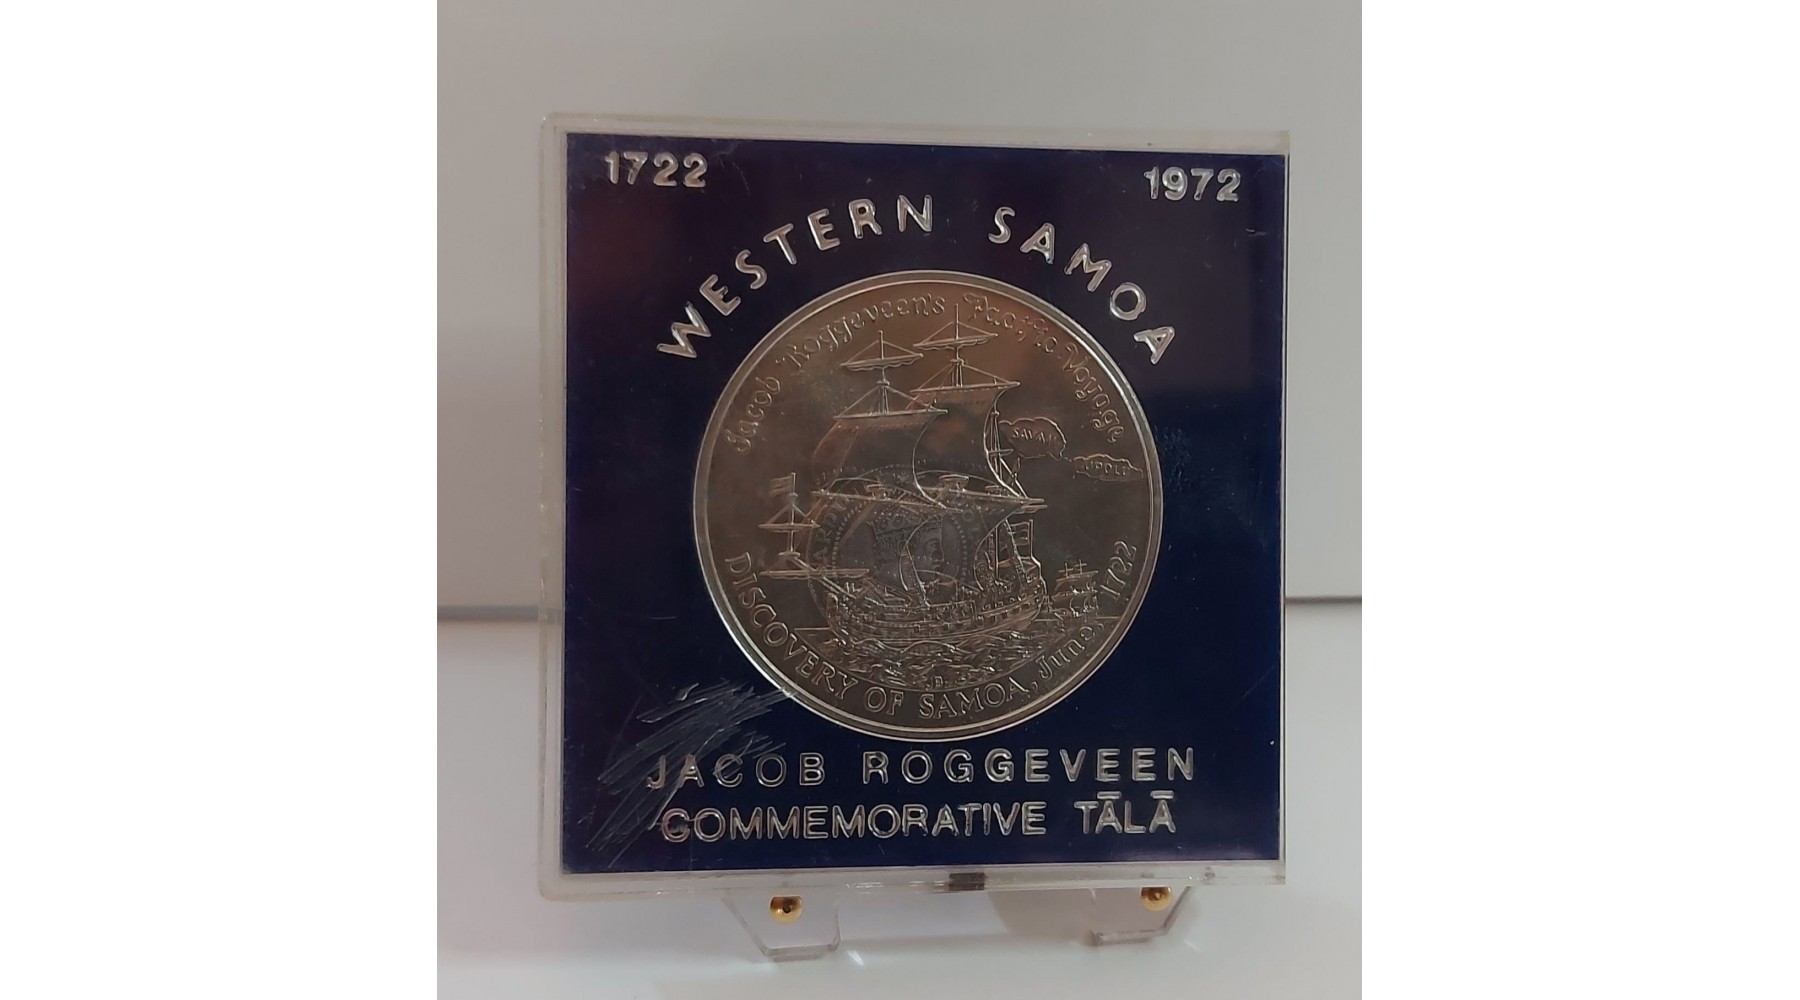 1722 1972
WESTERN SAMOA
Jacob Roggeveen's Pacific Voyage
SAVAII
UPOLU
DISCOVERY OF SAMOA, June, 1722
JACOB ROGGEVEEN
COMMEMORATIVE TĀLĀ